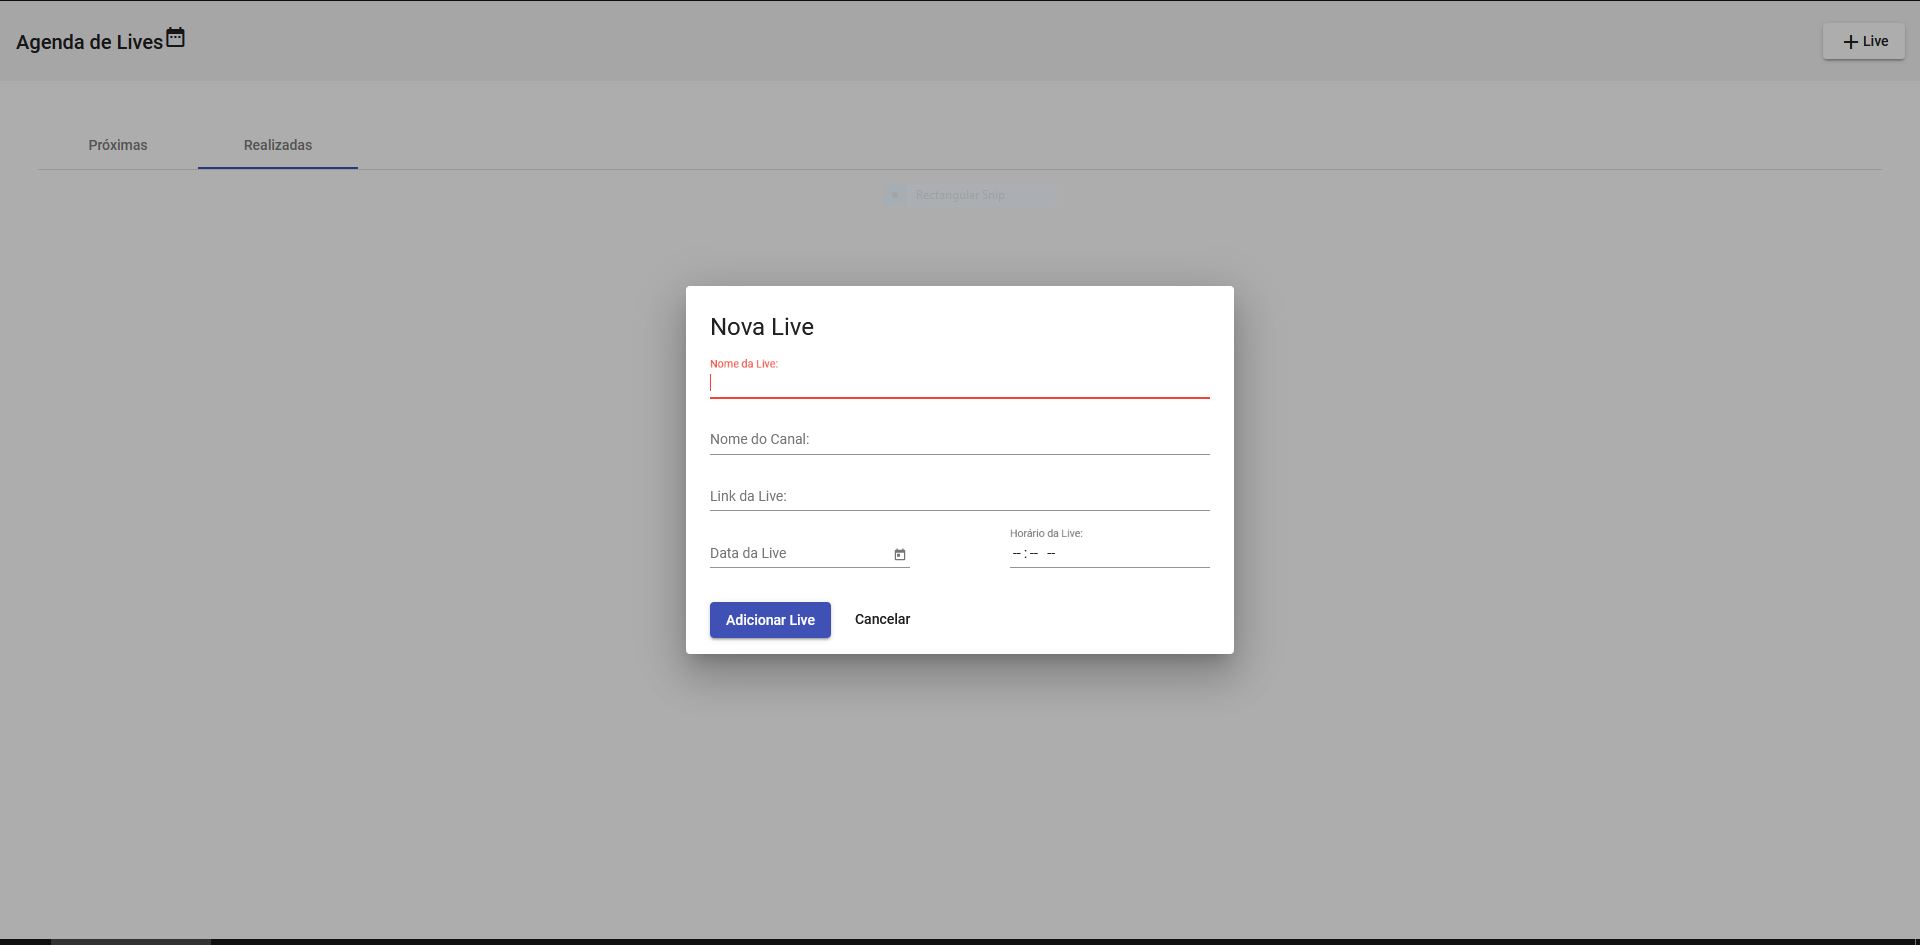 Agenda de Lives
+ Live
Próximas
Realizadas
Rectangular Snip
Nova Live
Nome da Live:
Nome do Canal:
Link da Live:
Data da Live
Horário da Live:
--:-- --
Adicionar Live
Cancelar